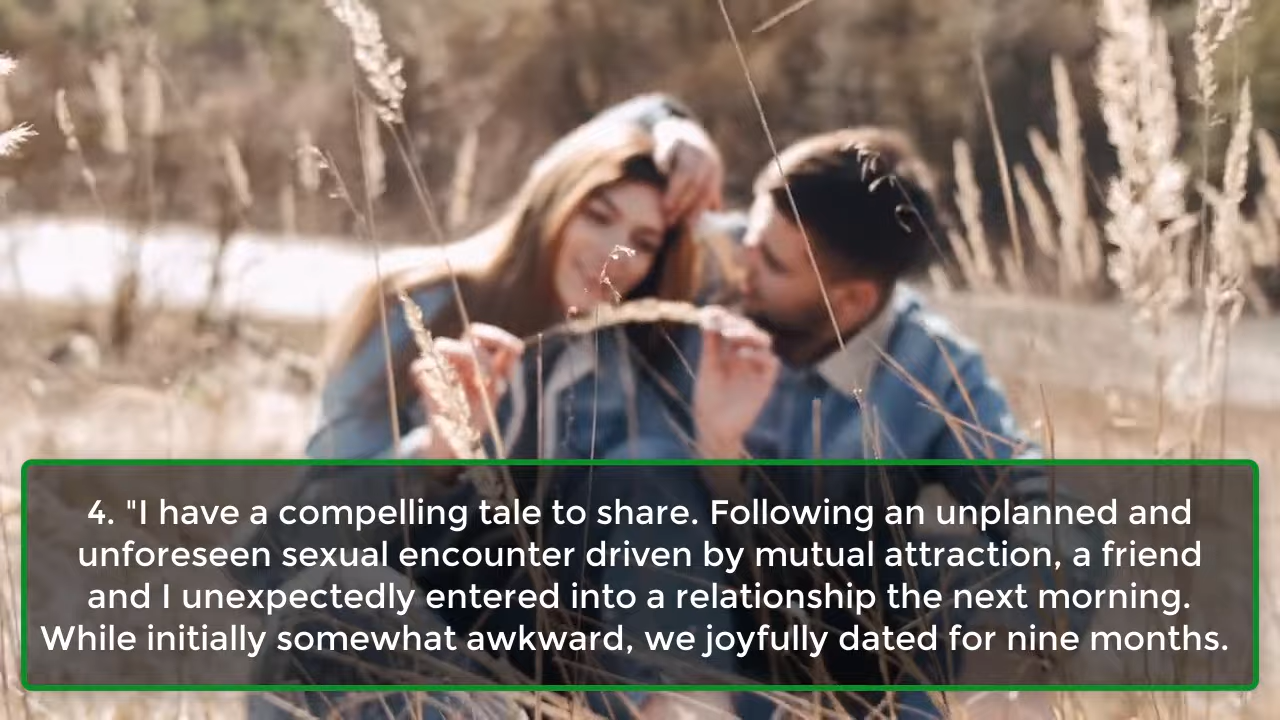 4. "I have a compelling tale to share. Following an unplanned and
unforeseen sexual encounter driven by mutual attraction, a friend
and I unexpectedly entered into a relationship the next morning.
While initially somewhat awkward, we joyfully dated for nine months.